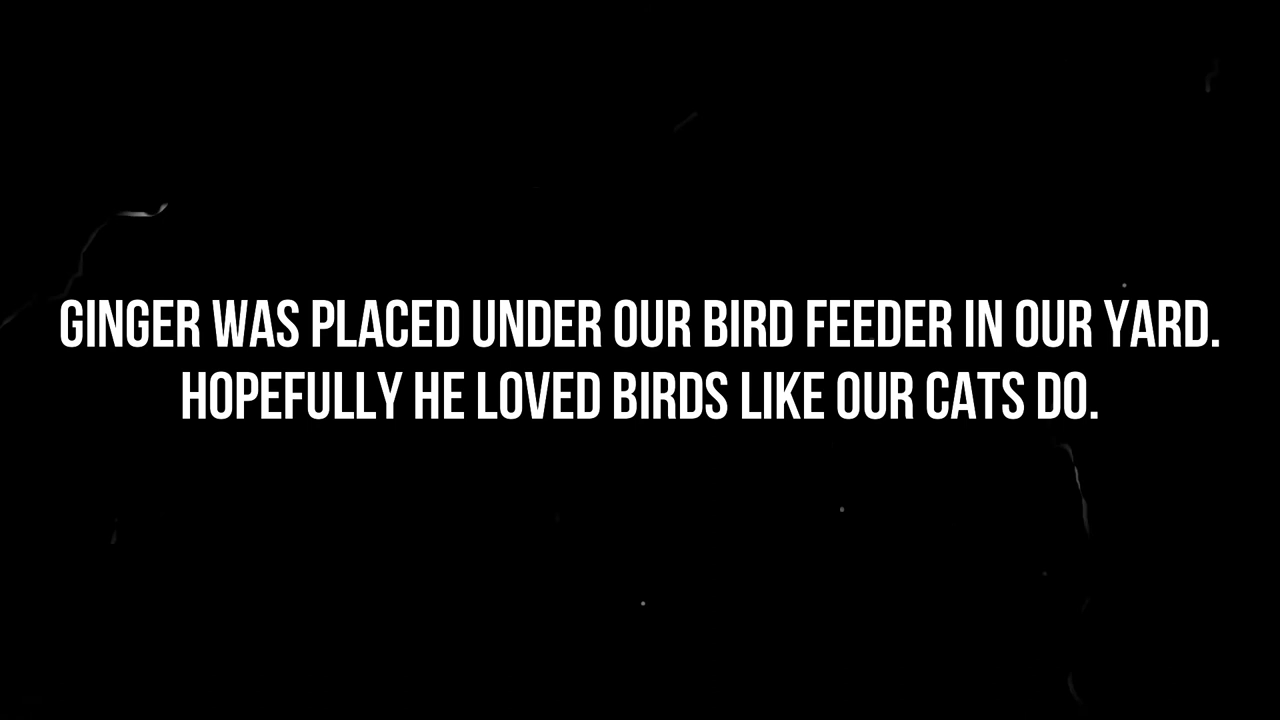 GINGER WAS PLACED UNDER OUR BIRD FEEDER IN OUR YARD.
HOPEFULLY HE LOVED BIRDS LIKE OUR CATS DO.